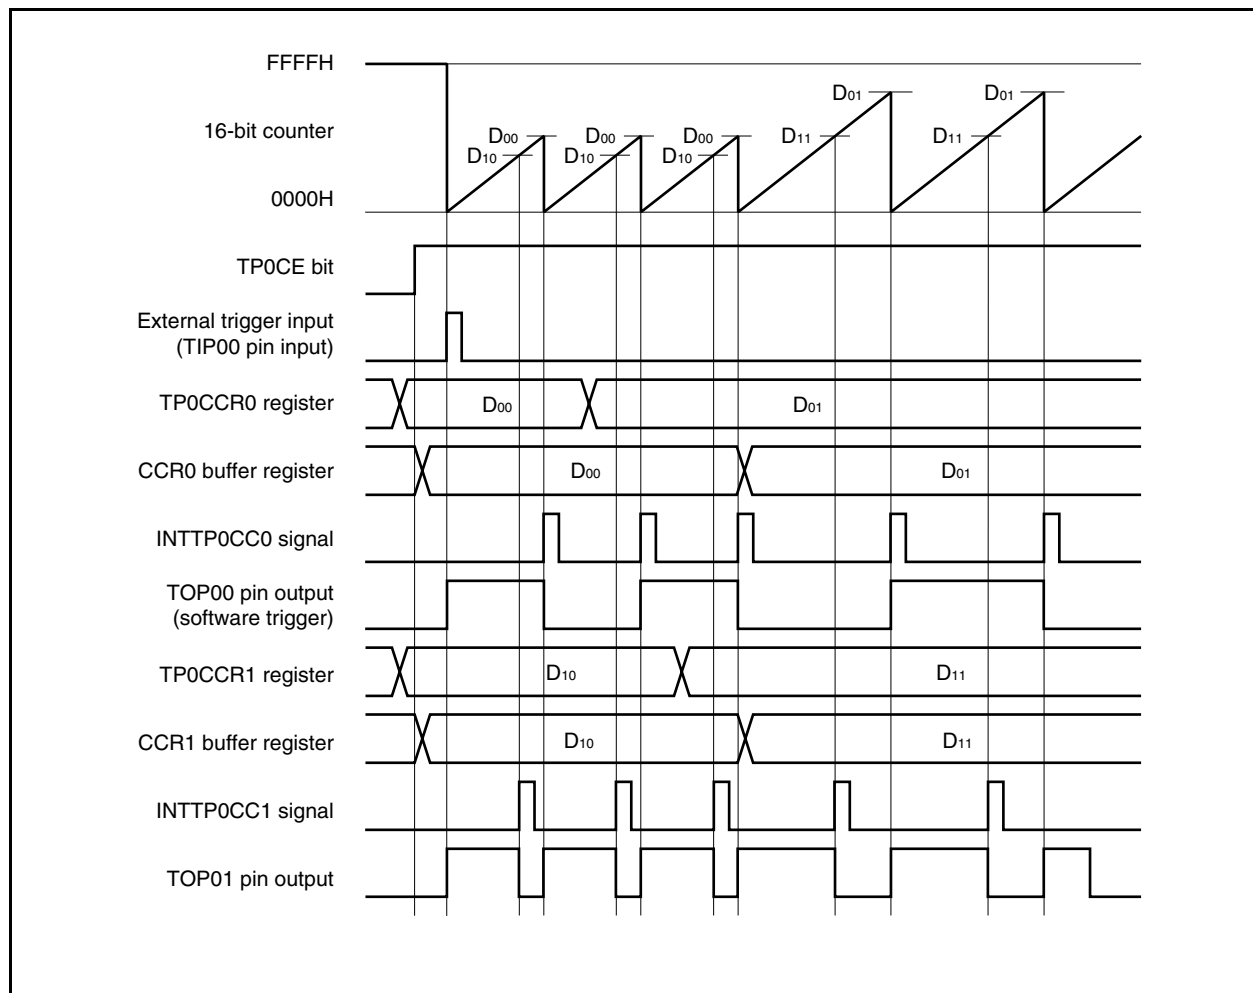 FFFFH
D01 D01
16-bit counter D00 D00 D00 D11 D11
D10 D10 D10
0000H
TP0CE bit
External trigger input
(TIP00 pin input)
TP0CCR0 register D00 D01
CCR0 buffer register D00 D01
INTTP0CC0 signal
TOP00 pin output
(software trigger)
TP0CCR1 register D10 D11
CCR1 buffer register D10 D11
INTTP0CC1 signal
TOP01 pin output